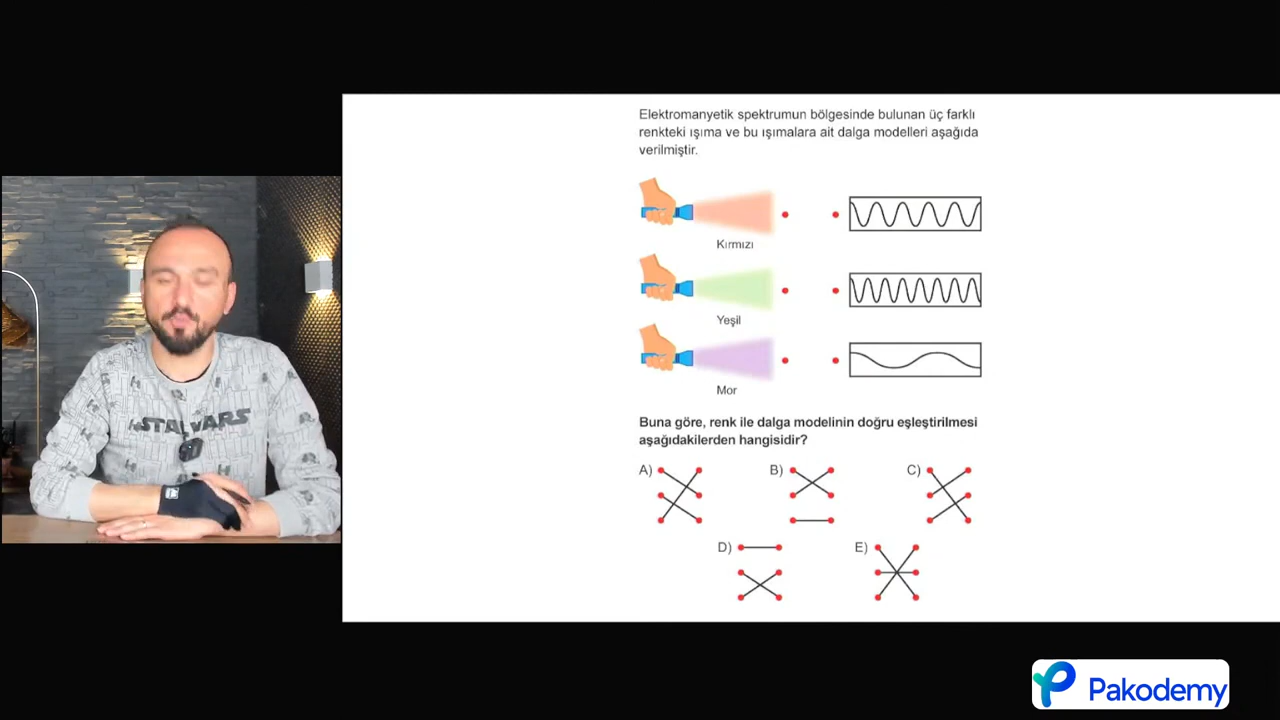 Elektromanyetik spektrumun bölgesinde bulunan üç farklı
renkteki ışıma ve bu ışımalara ait dalga modelleri aşağıda
verilmiştir.
Kırmızı
Yeşil
Mor
Buna göre, renk ile dalga modelinin doğru eşleştirilmesi
aşağıdakilerden hangisidir?
A) B) C)
D) E)
STAR WARS
Pakodemy